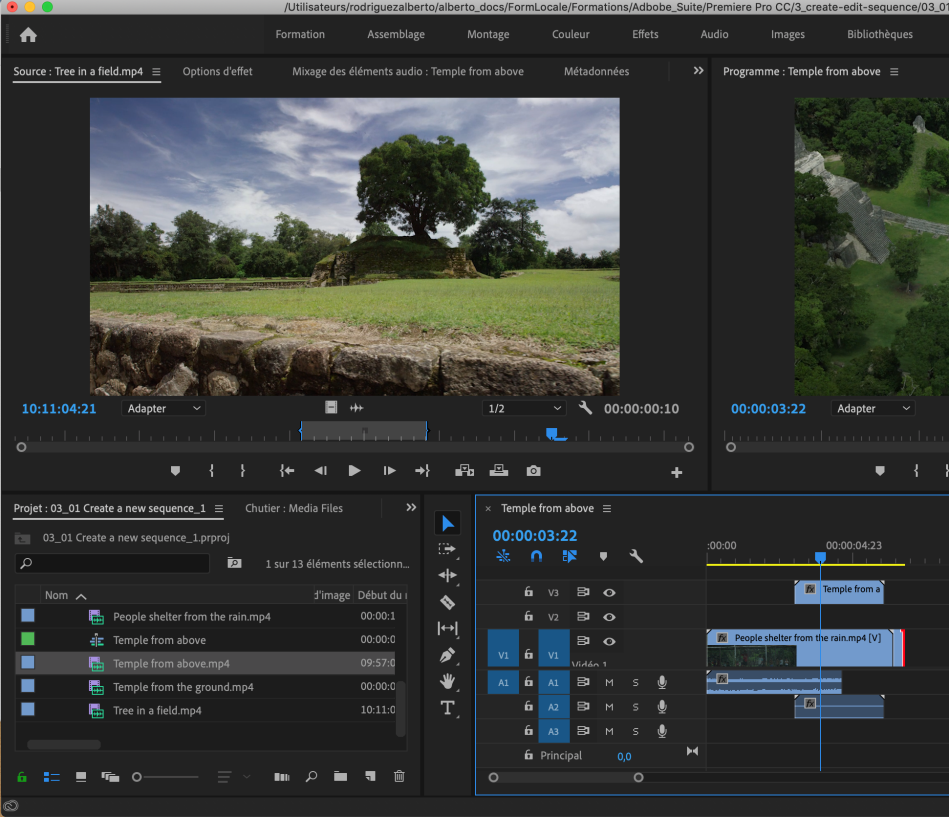 /Utilisateurs/rodriguezalberto/alberto_docs/FormLocale/Formations/Adbobe_Suite/Premiere Pro CC/3_create-edit-sequence/03_01
Formation Assemblage Montage Couleur Effets Audio Images Bibliothèques
Source : Tree in a field.mp4 Options d'effet Mixage des éléments audio : Temple from above Métadonnées
Programme : Temple from above
10:11:04:21 Adapter 1/2 00:00:00:10
00:00:03:22 Adapter
Projet : 03_01 Create a new sequence_1 Chutier : Media Files
03_01 Create a new sequence_1.prproj
1 sur 13 éléments sélectionn...
Nom d'image Début du
People shelter from the rain.mp4 00:00:1
Temple from above 00:00:0
Temple from above.mp4 09:57:0
Temple from the ground.mp4 00:00:0
Tree in a field.mp4 10:11:0
× Temple from above
00:00:03:22
:00:00 00:00:04:23
V3 fx Temple from a
V2
V1 V1 fx People shelter from the rain.mp4 [V]
Vidéo 1
A1 A1 M S fx
A2 M S fx
A3 M S
Principal 0,0